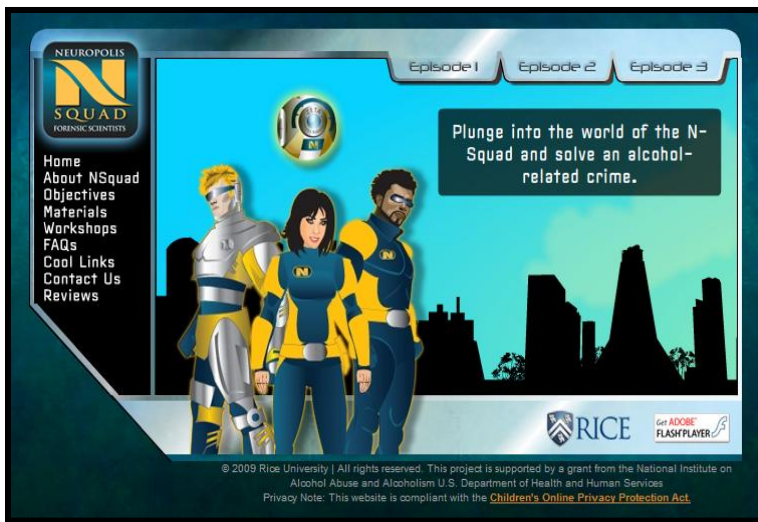 NEUROPOLIS
N
SQUAD
FORENSIC SCIENTISTS
Home
About NSquad
Objectives
Materials
Workshops
FAQs
Cool Links
Contact Us
Reviews
Episode 1
Episode 2
Episode 3
Plunge into the world of the N-
Squad and solve an alcohol-
related crime.
N
N
N
RICE
Get ADOBE®
FLASH® PLAYER
© 2009 Rice University | All rights reserved. This project is supported by a grant from the National Institute on
Alcohol Abuse and Alcoholism U.S. Department of Health and Human Services
Privacy Note: This website is compliant with the Children's Online Privacy Protection Act.